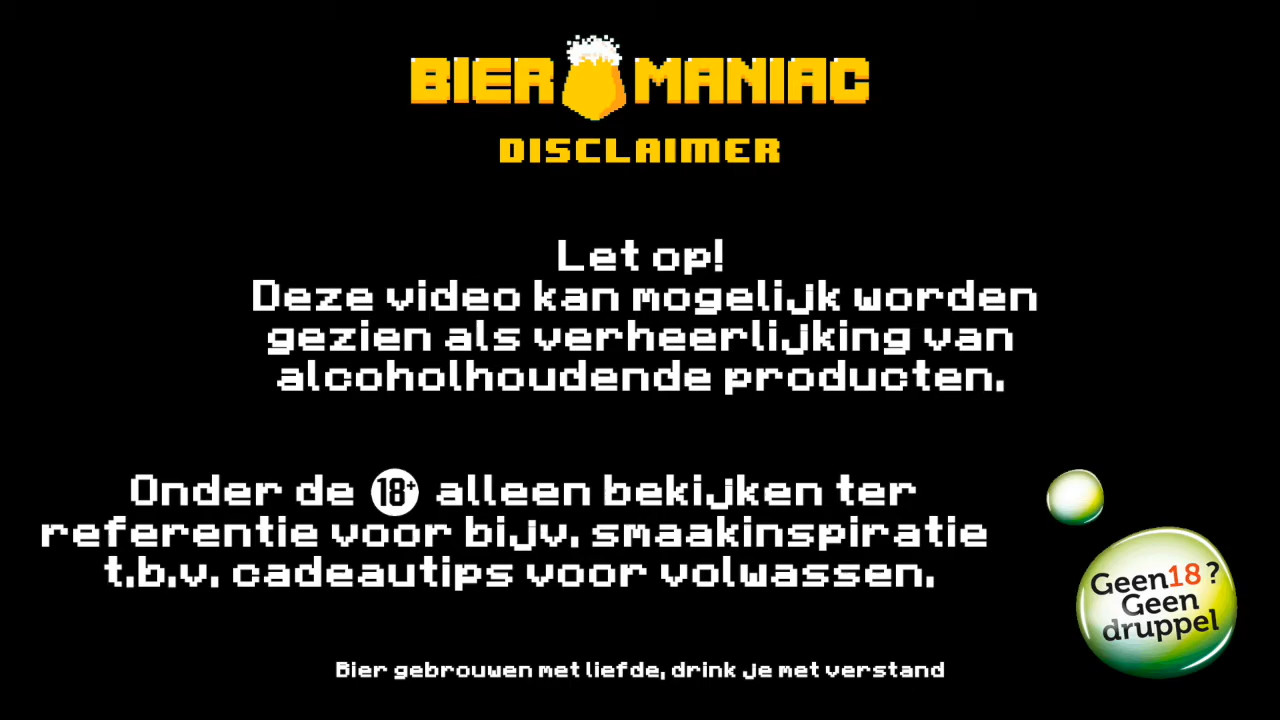 BIER MANIAC
DISCLAIMER
Let op!
Deze video kan mogelijk worden
gezien als verheerlijking van
alcoholhoudende producten.
Onder de 18+ alleen bekijken ter
referentie voor bijv. smaakinspiratie
t.b.v. cadeautips voor volwassen.
Geen18?
Geen
druppel
Bier gebrouwen met liefde, drink je met verstand